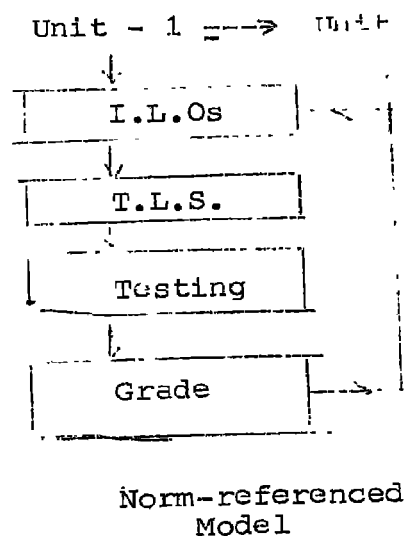 Unit - 1 ---->
I.L.Os
T.L.S.
Testing
Grade
Norm-referenced
Model